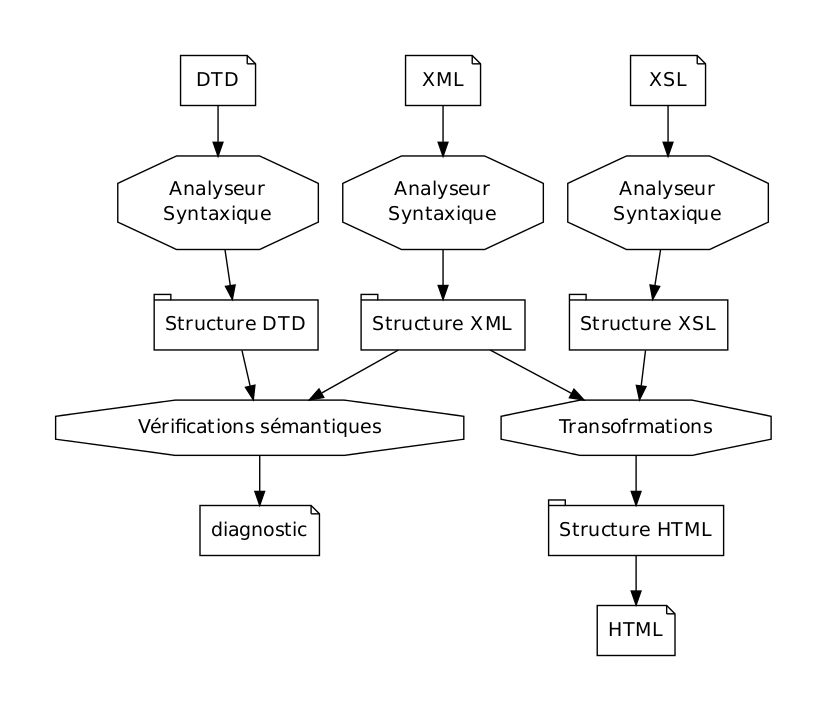 DTD
XML
XSL
Analyseur
Syntaxique
Analyseur
Syntaxique
Analyseur
Syntaxique
Structure DTD
Structure XML
Structure XSL
Vérifications sémantiques
Transofrmations
diagnostic
Structure HTML
HTML